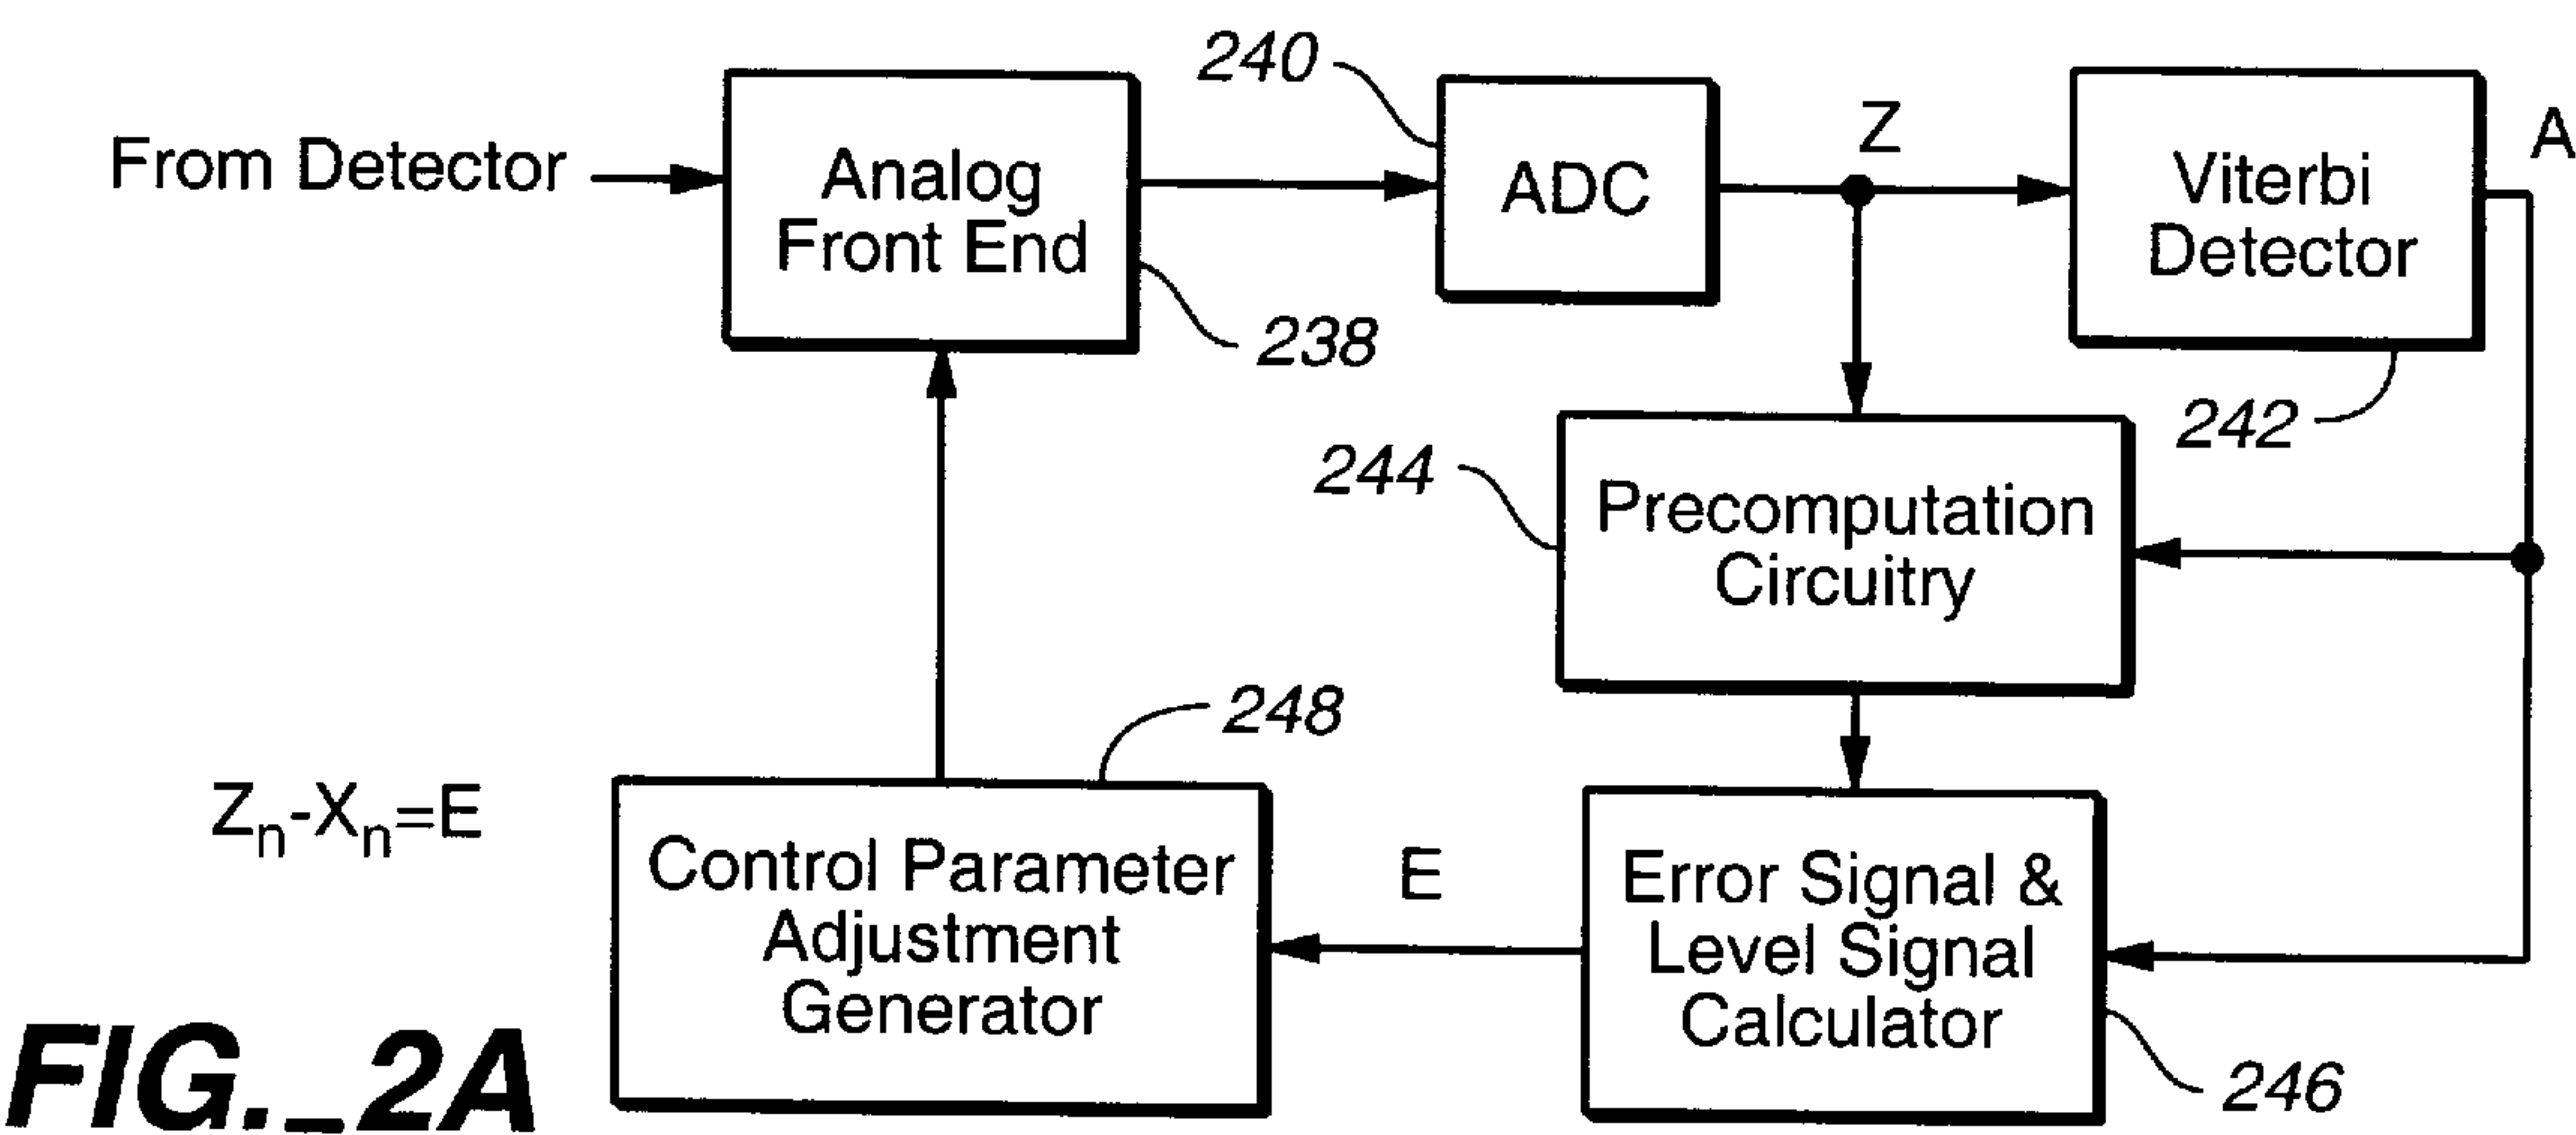 240
Z
A
From Detector
Analog
Front End
ADC
Viterbi
Detector
238
242
244
Precomputation
Circuitry
248
Zn-Xn=E
Control Parameter
Adjustment
Generator
E
Error Signal &
Level Signal
Calculator
246
FIG._2A